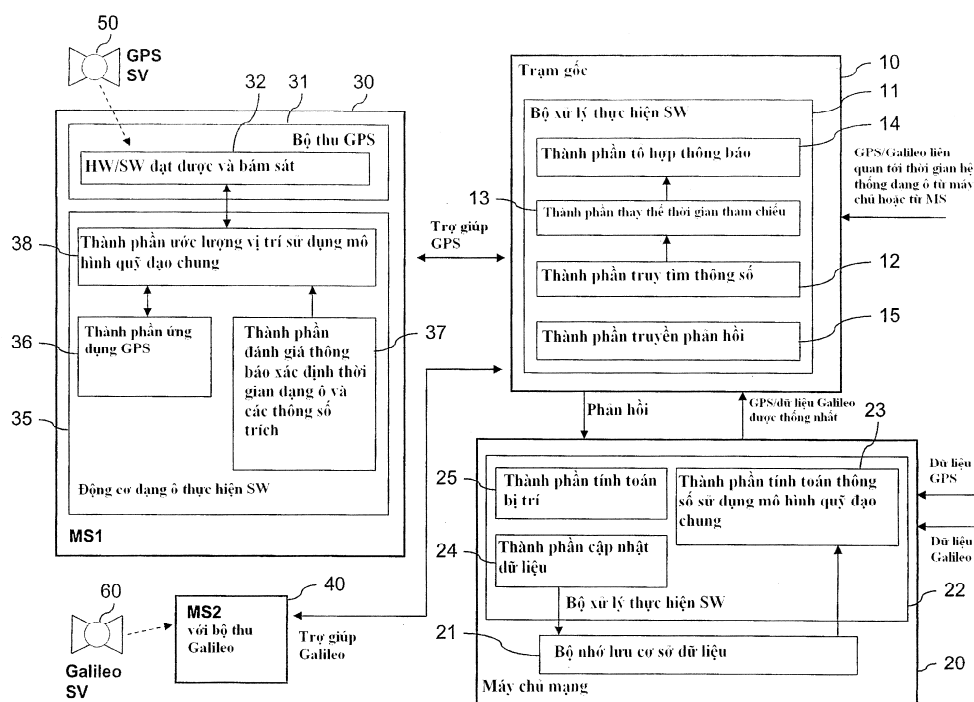 50
GPS
SV
32
31
30
Bộ thu GPS
HW/SW đạt được và bám sát
38
Thành phần ước lượng vị trí sử dụng mô
hình quỹ đạo chung
36
Thành phần ứng
dụng GPS
Thành phần
đánh giá thông
báo xác định thời
gian dạng ô và
các thông số
trích
37
35
Động cơ dạng ô thực hiện SW
MS1
Trợ giúp
GPS
10
Trạm gốc
11
Bộ xử lý thực hiện SW
14
Thành phần tô hợp thông báo
13
Thành phần thay thế thời gian tham chiếu
Thành phần truy tìm thông số
12
Thành phần truyền phản hồi
15
GPS/Galileo liên
quan tới thời gian hệ
thống dang ô từ máy
chủ hoặc từ MS
Phản hồi
GPS/dữ liệu Galileo
được thống nhất
23
25
Thành phần tính toán
bị trí
Thành phần tính toán thông
số sử dụng mô hình quỹ đạo
chung
Dữ liệu
GPS
Dữ liệu
Galileo
24
Thành phần cập nhật
dữ liệu
Bộ xử lý thực hiện SW
22
21
Bộ nhớ lưu cơ sở dữ liệu
Máy chủ mạng
20
60
Galileo
SV
40
MS2
với bộ thu
Galileo
Trợ giúp
Galileo